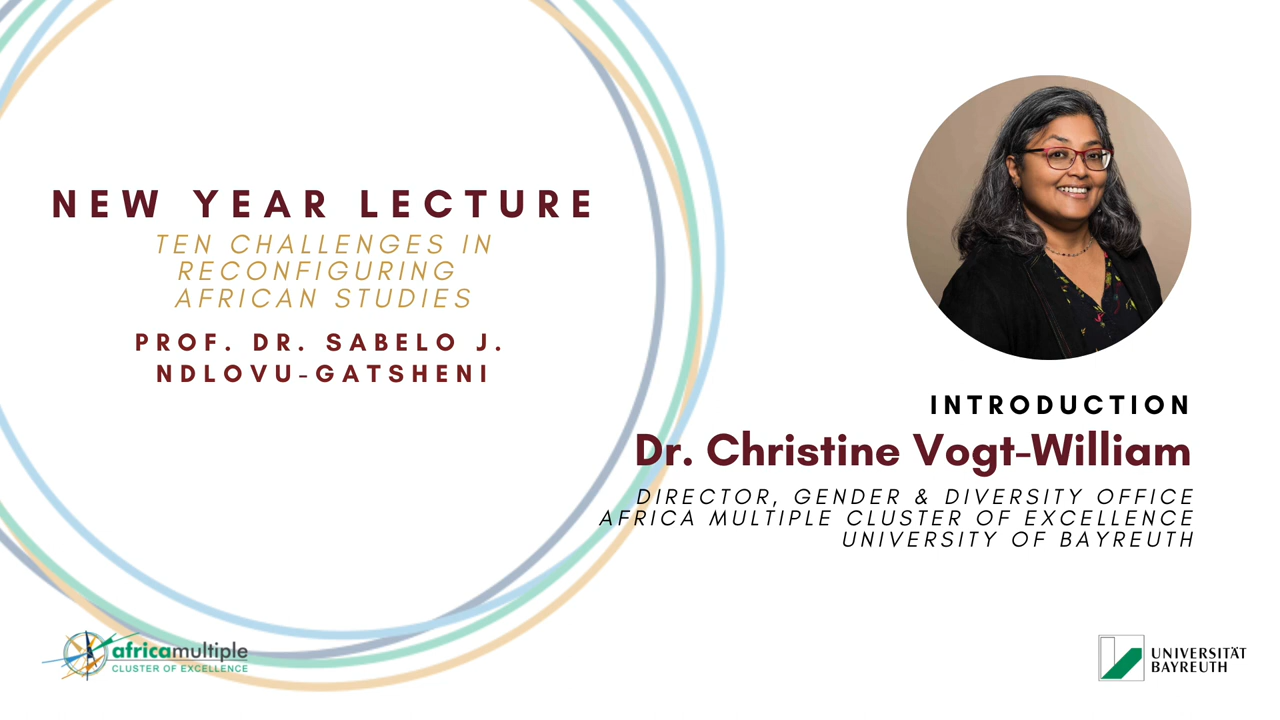 NEW YEAR LECTURE
TEN CHALLENGES IN
RECONFIGURING
AFRICAN STUDIES
PROF. DR. SABELO J.
NDLOVU-GATSHENI
INTRODUCTION
Dr. Christine Vogt-William
DIRECTOR, GENDER & DIVERSITY OFFICE
AFRICA MULTIPLE CLUSTER OF EXCELLENCE
UNIVERSITY OF BAYREUTH
africamultiple
CLUSTER OF EXCELLENCE
UNIVERSITÄT
BAYREUTH